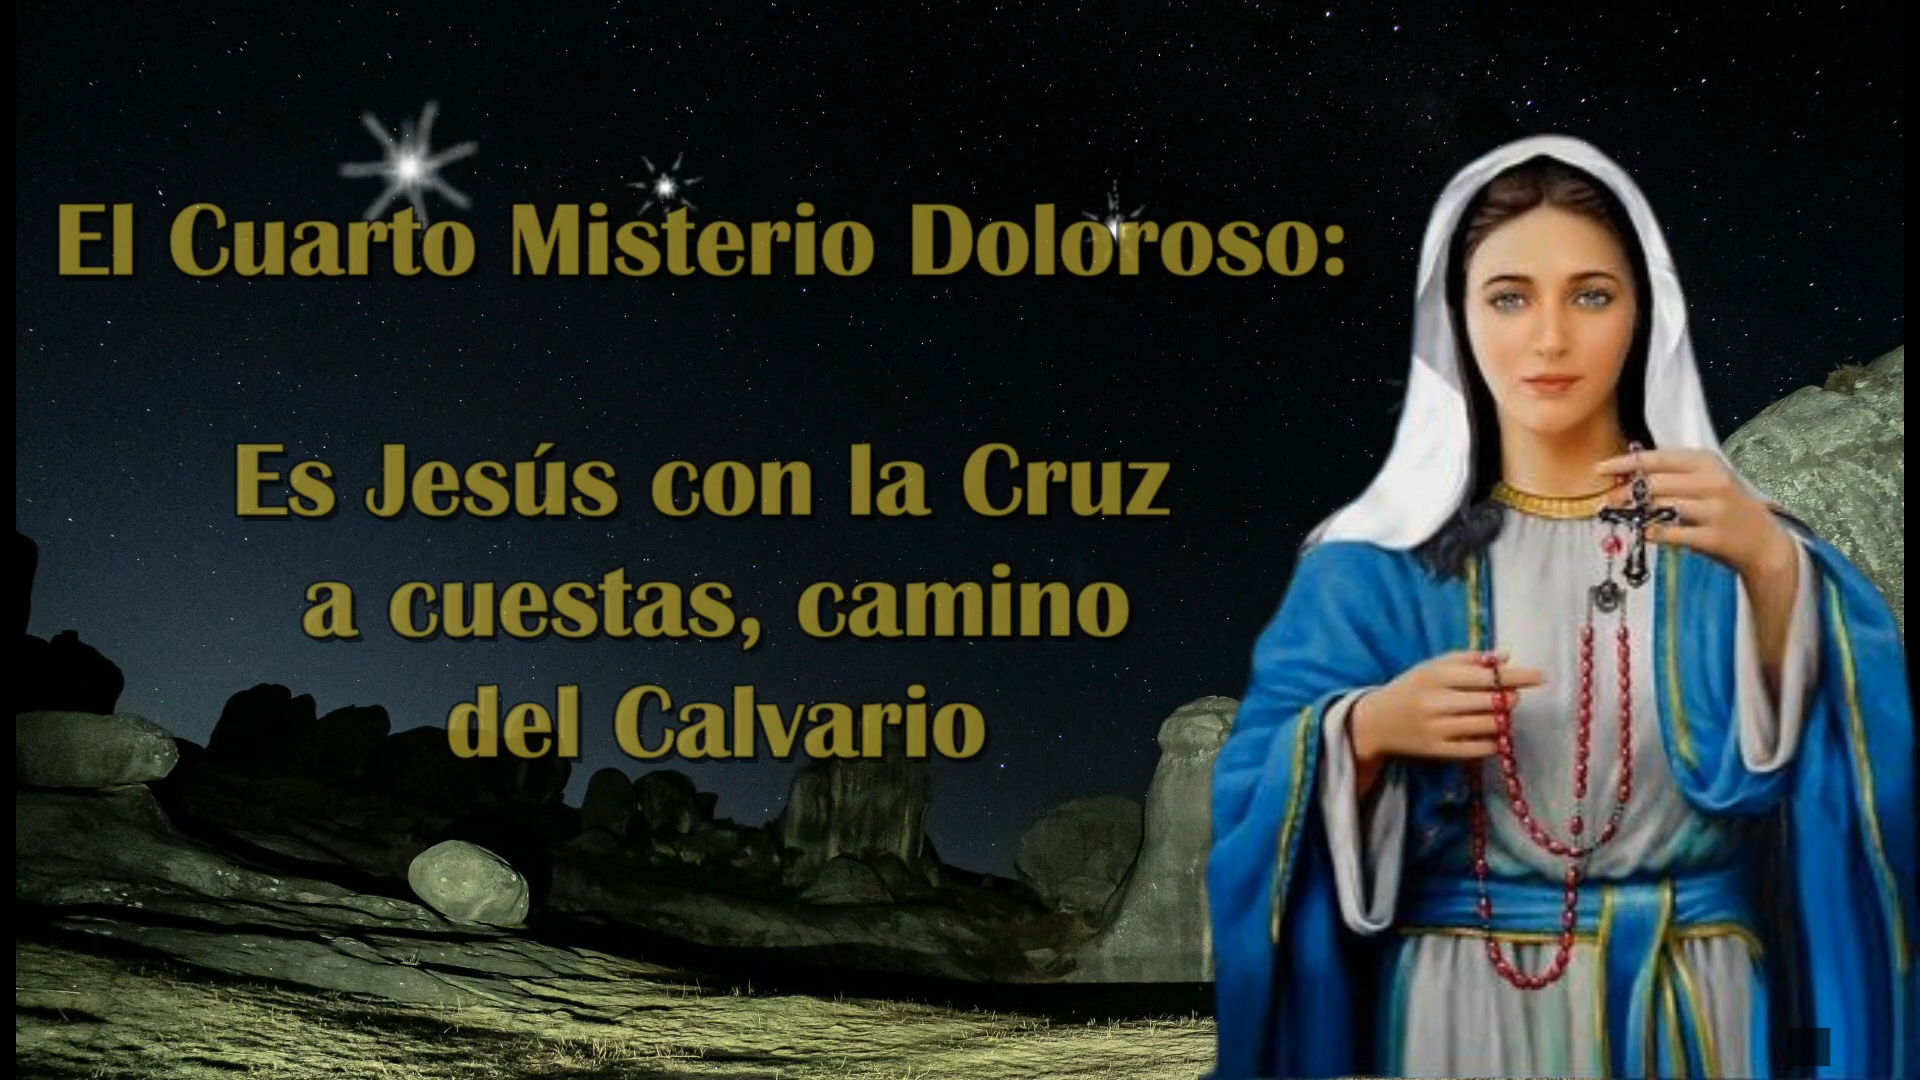 El Cuarto Misterio Doloroso:
Es Jesús con la Cruz
a cuestas, camino
del Calvario